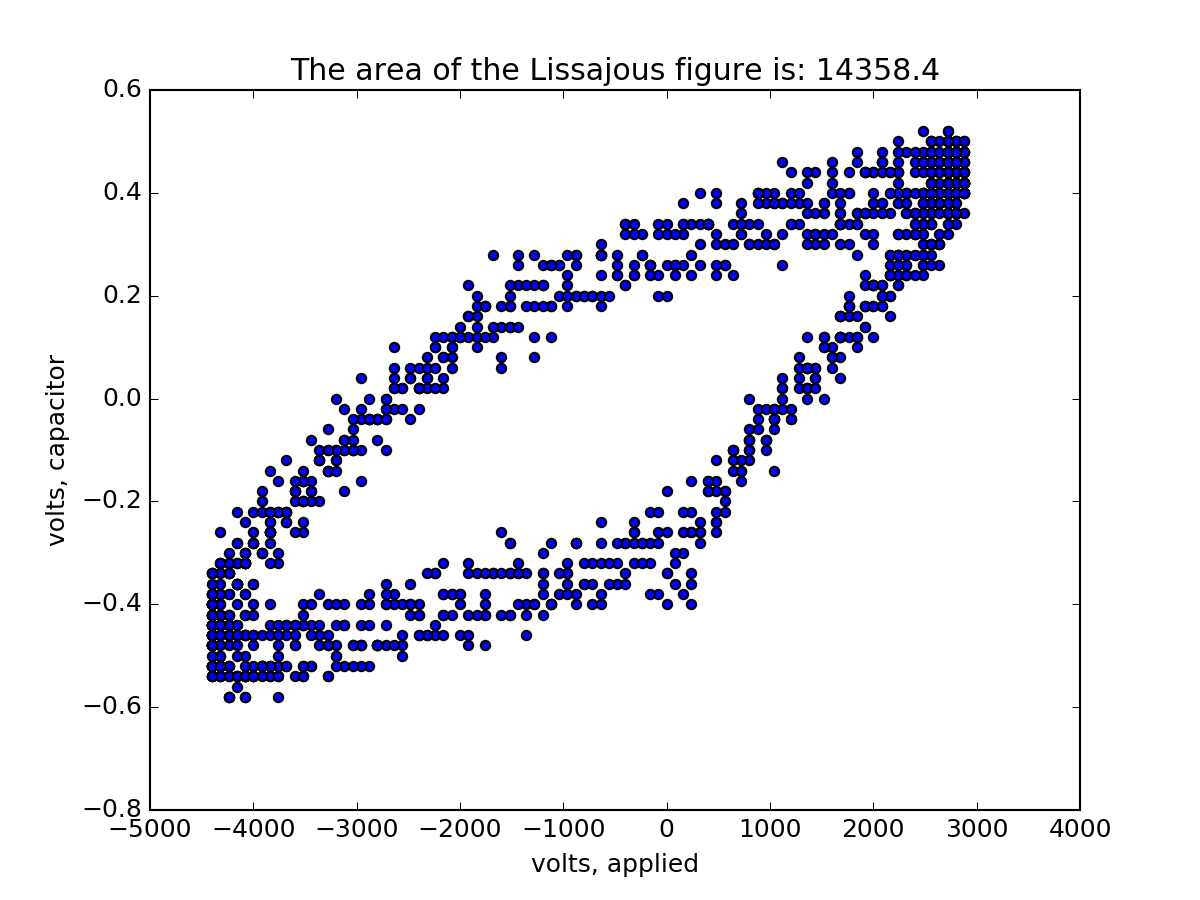 The area of the Lissajous figure is: 14358.4
0.6
0.4
0.2
0.0
−0.2
−0.4
−0.6
−0.8
volts, capacitor
−5000 −4000 −3000 −2000 −1000 0 1000 2000 3000 4000
volts, applied